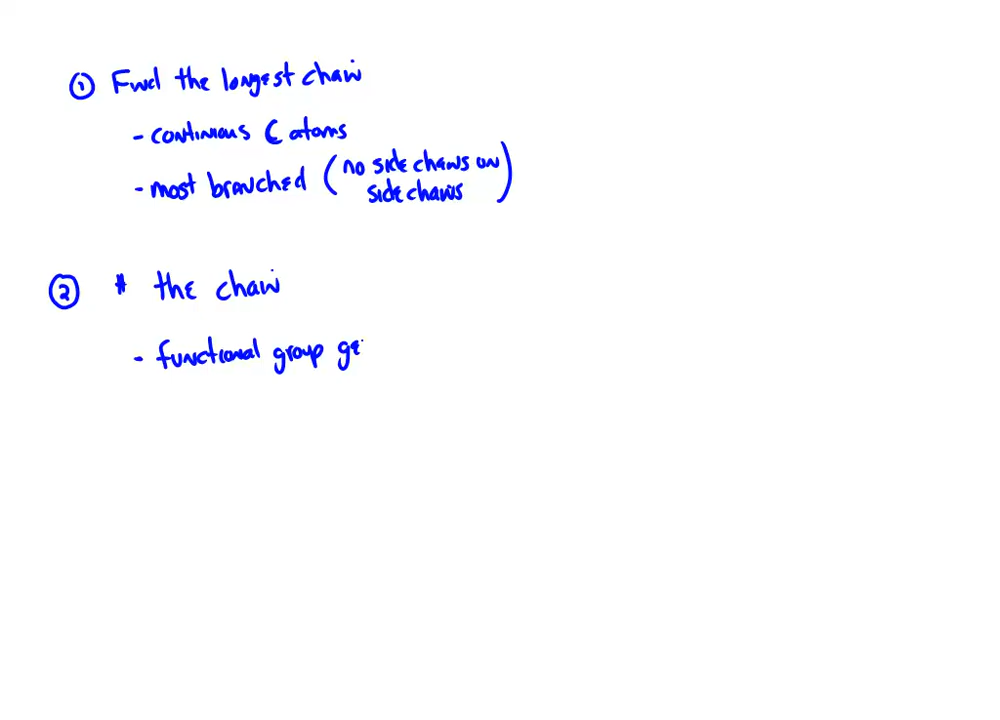 ① Find the longest chain
- continuous C atoms
- most branched (no side chains on
side chains)
② # the chain
- functional group ge